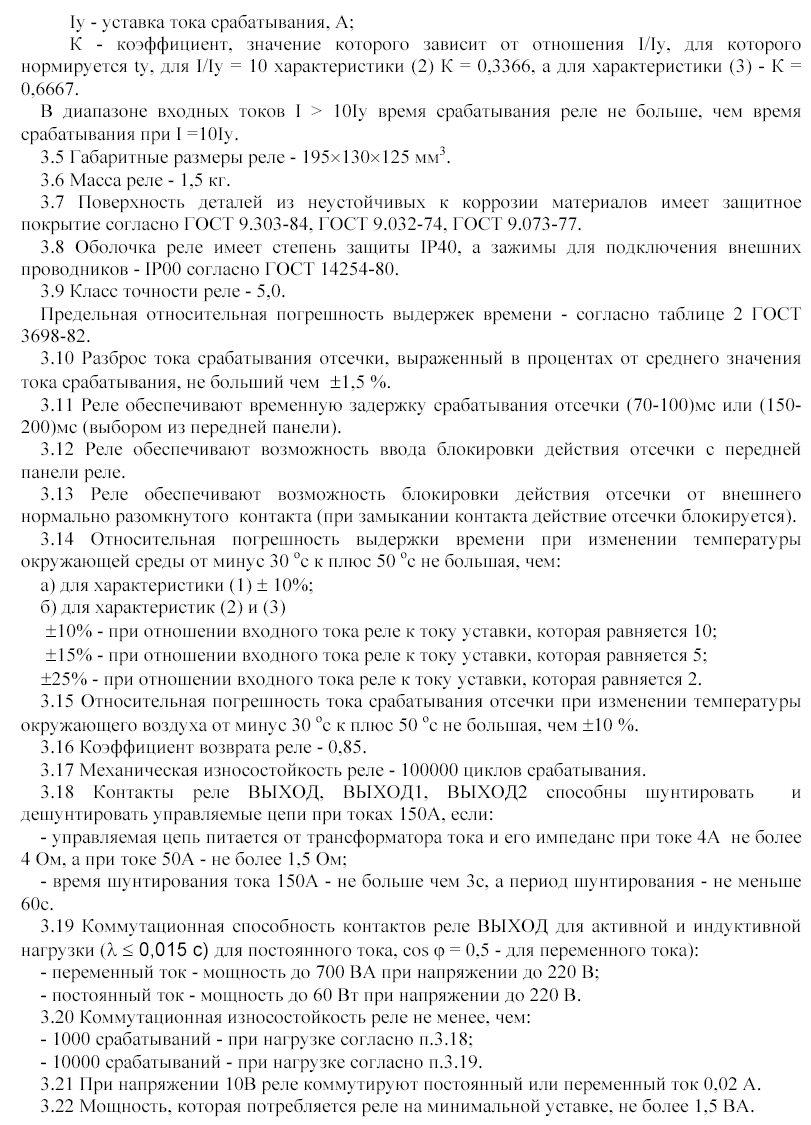 Iу - уставка тока срабатывания, А;
К - коэффициент, значение которого зависит от отношения I/Iу, для которого
нормируется tу, для I/Iу = 10 характеристики (2) К = 0,3366, а для характеристики (3) - К =
0,6667.
В диапазоне входных токов I > 10Iу время срабатывания реле не больше, чем время
срабатывания при I =10Iу.
3.5 Габаритные размеры реле - 195×130×125 мм³.
3.6 Масса реле - 1,5 кг.
3.7 Поверхность деталей из неустойчивых к коррозии материалов имеет защитное
покрытие согласно ГОСТ 9.303-84, ГОСТ 9.032-74, ГОСТ 9.073-77.
3.8 Оболочка реле имеет степень защиты IP40, а зажимы для подключения внешних
проводников - IP00 согласно ГОСТ 14254-80.
3.9 Класс точности реле - 5,0.
Предельная относительная погрешность выдержек времени - согласно таблице 2 ГОСТ
3698-82.
3.10 Разброс тока срабатывания отсечки, выраженный в процентах от среднего значения
тока срабатывания, не больший чем ±1,5 %.
3.11 Реле обеспечивают временную задержку срабатывания отсечки (70-100)мс или (150-
200)мс (выбором из передней панели).
3.12 Реле обеспечивают возможность ввода блокировки действия отсечки с передней
панели реле.
3.13 Реле обеспечивают возможность блокировки действия отсечки от внешнего
нормально разомкнутого контакта (при замыкании контакта действие отсечки блокируется).
3.14 Относительная погрешность выдержки времени при изменении температуры
окружающей среды от минус 30 ºс к плюс 50 ºс не большая, чем:
а) для характеристики (1) ± 10%;
б) для характеристик (2) и (3)
±10% - при отношении входного тока реле к току уставки, которая равняется 10;
±15% - при отношении входного тока реле к току уставки, которая равняется 5;
±25% - при отношении входного тока реле к току уставки, которая равняется 2.
3.15 Относительная погрешность тока срабатывания отсечки при изменении температуры
окружающего воздуха от минус 30 ºс к плюс 50 ºс не большая, чем ±10 %.
3.16 Коэффициент возврата реле - 0,85.
3.17 Механическая износостойкость реле - 100000 циклов срабатывания.
3.18 Контакты реле ВЫХОД, ВЫХОД1, ВЫХОД2 способны шунтировать и
дешунтировать управляемые цепи при токах 150А, если:
- управляемая цепь питается от трансформатора тока и его импеданс при токе 4А не более
4 Ом, а при токе 50А - не более 1,5 Ом;
- время шунтирования тока 150А - не больше чем 3с, а период шунтирования - не меньше
60с.
3.19 Коммутационная способность контактов реле ВЫХОД для активной и индуктивной
нагрузки (λ ≤ 0,015 с) для постоянного тока, cos φ = 0,5 - для переменного тока):
- переменный ток - мощность до 700 ВА при напряжении до 220 В;
- постоянный ток - мощность до 60 Вт при напряжении до 220 В.
3.20 Коммутационная износостойкость реле не менее, чем:
- 1000 срабатываний - при нагрузке согласно п.3.18;
- 10000 срабатываний - при нагрузке согласно п.3.19.
3.21 При напряжении 10В реле коммутируют постоянный или переменный ток 0,02 А.
3.22 Мощность, которая потребляется реле на минимальной уставке, не более 1,5 ВА.